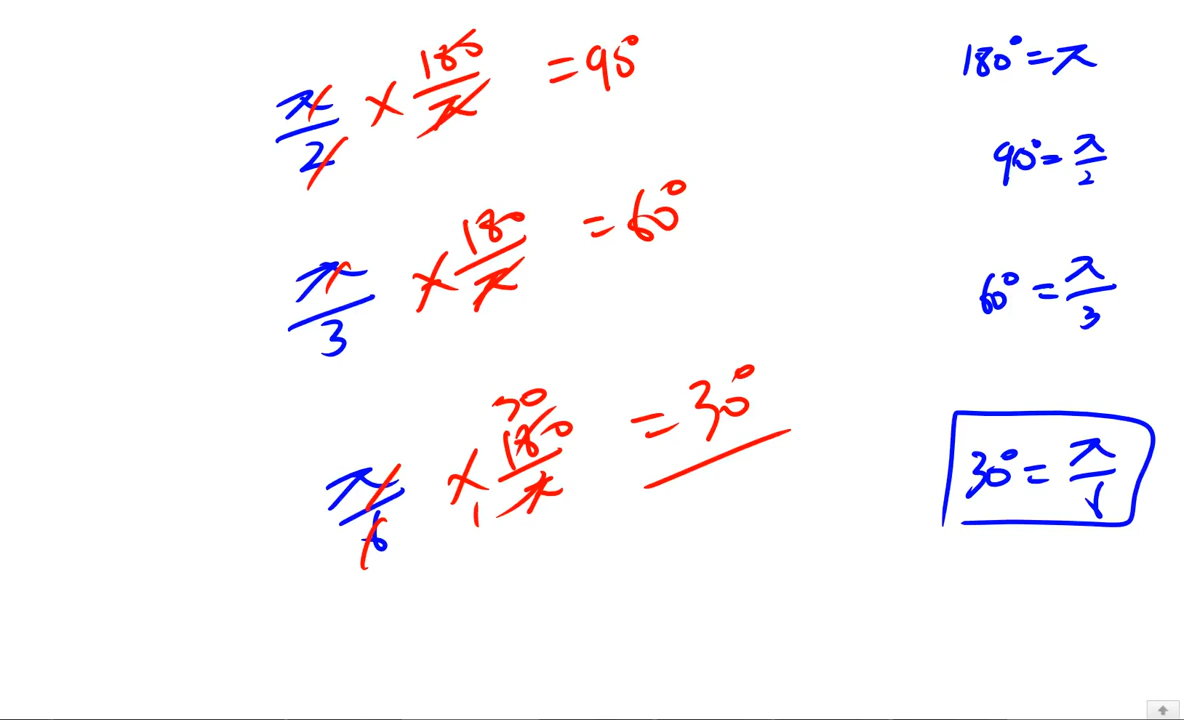 π/2 × 180/π = 90°
π/3 × 180/π = 60°
30
π/6 × 180/π = 30°
1
180° = π
90° = π/2
60° = π/3
30° = π/6